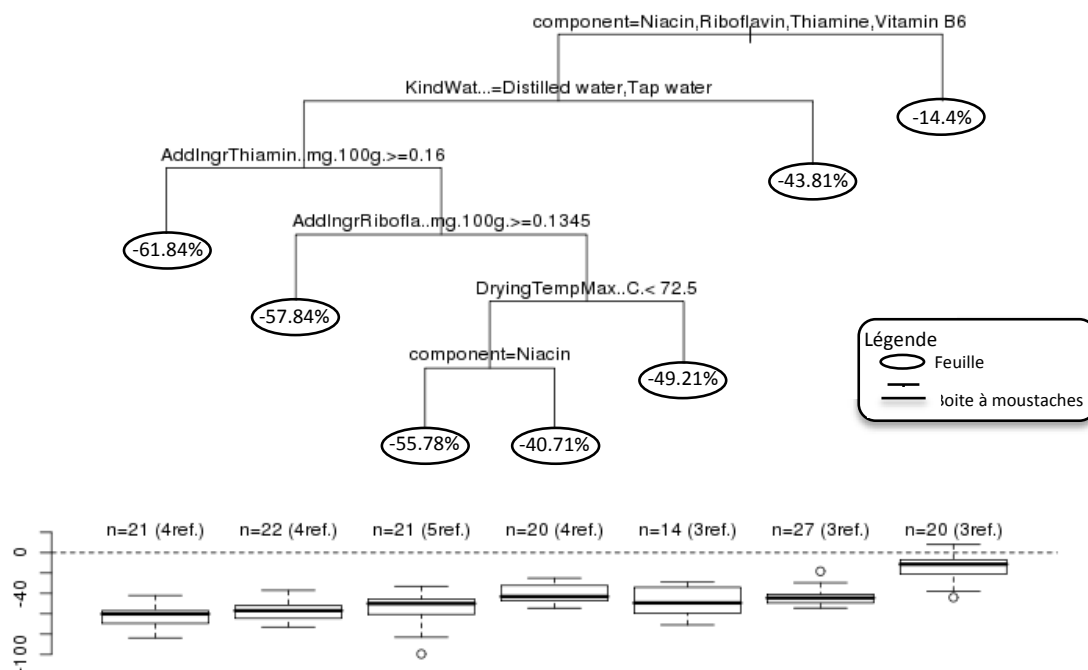 component=Niacin,Riboflavin,Thiamine,Vitamin B6
KindWat...=Distilled water,Tap water
-14.4%
AddIngrThiamin..mg.100g.>=0.16
-43.81%
AddIngrRibofla..mg.100g.>=0.1345
-61.84%
DryingTempMax..C.< 72.5
-57.84%
component=Niacin
-49.21%
-55.78%
-40.71%
Légende
Feuille
oite à moustaches
n=21 (4ref.)
n=22 (4ref.)
n=21 (5ref.)
n=20 (4ref.)
n=14 (3ref.)
n=27 (3ref.)
n=20 (3ref.)
0
-40
-100